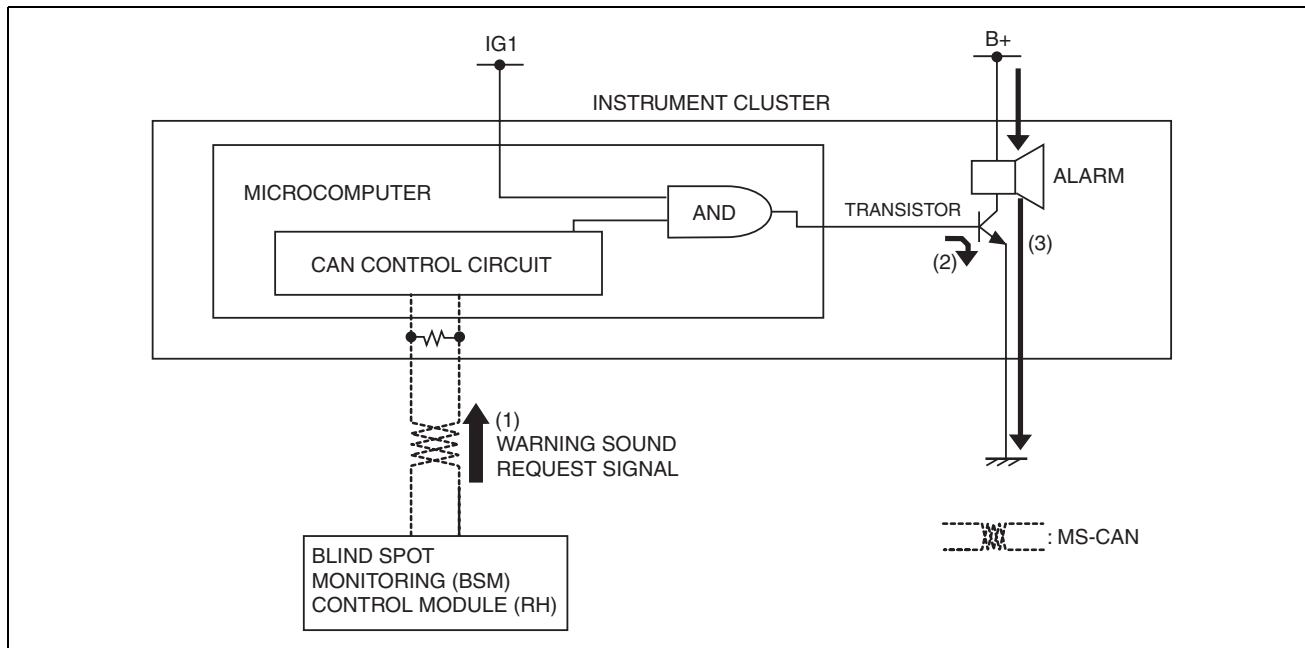 IG1
B+
INSTRUMENT CLUSTER
MICROCOMPUTER
AND
TRANSISTOR
ALARM
CAN CONTROL CIRCUIT
(2)
(3)
(1)
WARNING SOUND
REQUEST SIGNAL
: MS-CAN
BLIND SPOT
MONITORING (BSM)
CONTROL MODULE (RH)